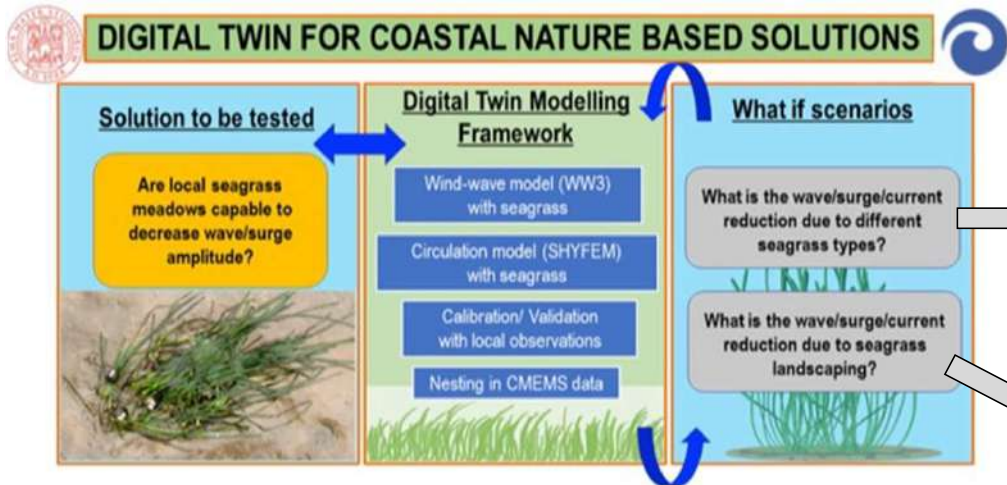 DIGITAL TWIN FOR COASTAL NATURE BASED SOLUTIONS
Solution to be tested
Are local seagrass
meadows capable to
decrease wave/surge
amplitude?
Digital Twin Modelling
Framework
Wind-wave model (WW3)
with seagrass
Circulation model (SHYFEM)
with seagrass
Calibration/ Validation
with local observations
Nesting in CMEMS data
What if scenarios
What is the wave/surge/current
reduction due to different
seagrass types?
What is the wave/surge/current
reduction due to seagrass
landscaping?